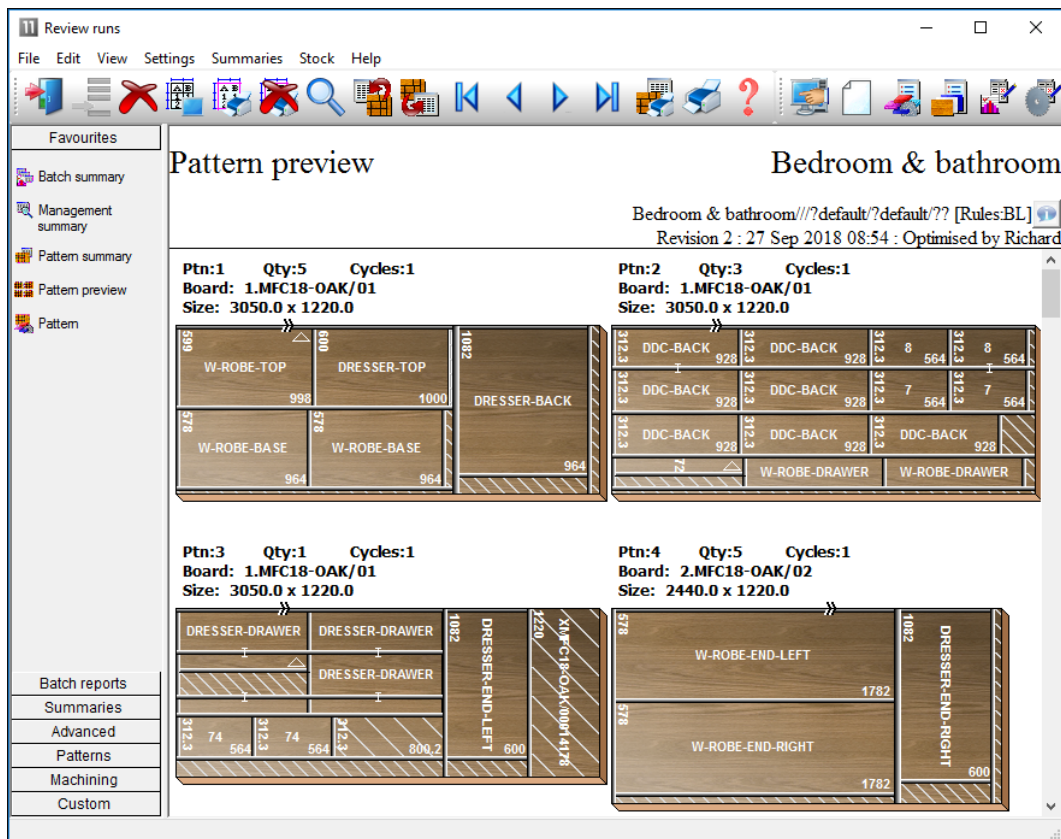 Review runs
File Edit View Settings Summaries Stock Help
Favourites
Batch summary
Management
summary
Pattern summary
Pattern preview
Pattern
Batch reports
Summaries
Advanced
Patterns
Machining
Custom
Pattern preview
Bedroom & bathroom
Bedroom & bathroom///?default/?default/?? [Rules:BL]
Revision 2 : 27 Sep 2018 08:54 : Optimised by Richard
Ptn:1 Qty:5 Cycles:1
Board: 1.MFC18-OAK/01
Size: 3050.0 x 1220.0
599 W-ROBE-TOP 998
600 DRESSER-TOP 1000
578 W-ROBE-BASE 964
578 W-ROBE-BASE 964
1082 DRESSER-BACK 964
Ptn:2 Qty:3 Cycles:1
Board: 1.MFC18-OAK/01
Size: 3050.0 x 1220.0
312.3 DDC-BACK 928 312.3 DDC-BACK 928 312.3 8 564 312.3 8 564
312.3 DDC-BACK 928 312.3 DDC-BACK 928 312.3 7 564 312.3 7 564
312.3 DDC-BACK 928 312.3 DDC-BACK 928 312.3 DDC-BACK 928
72 W-ROBE-DRAWER W-ROBE-DRAWER
Ptn:3 Qty:1 Cycles:1
Board: 1.MFC18-OAK/01
Size: 3050.0 x 1220.0
DRESSER-DRAWER DRESSER-DRAWER
DRESSER-DRAWER
312.3 74 564 312.3 74 564 312.3 800.2
1082 DRESSER-END-LEFT 600
1220 XMFC18-OAK/00014178
Ptn:4 Qty:5 Cycles:1
Board: 2.MFC18-OAK/02
Size: 2440.0 x 1220.0
578 W-ROBE-END-LEFT 1782
578 W-ROBE-END-RIGHT 1782
1082 DRESSER-END-RIGHT 600